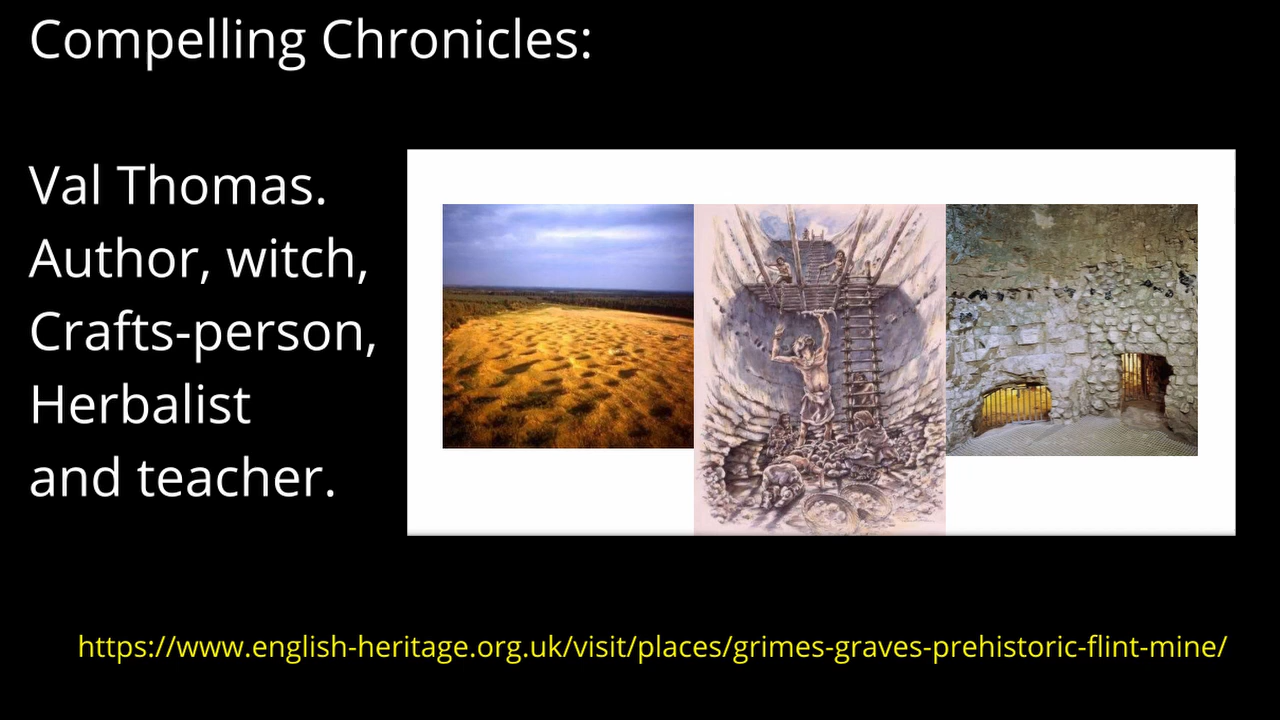 Compelling Chronicles:
Val Thomas.
Author, witch,
Crafts-person,
Herbalist
and teacher.
https://www.english-heritage.org.uk/visit/places/grimes-graves-prehistoric-flint-mine/